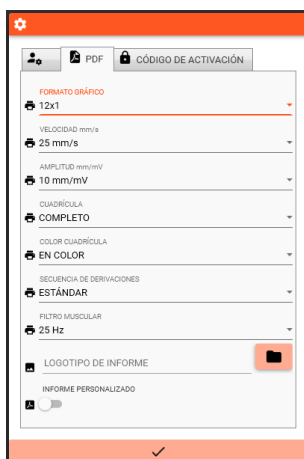 PDF
CÓDIGO DE ACTIVACIÓN
FORMATO GRÁFICO
12x1
VELOCIDAD mm/s
25 mm/s
AMPLITUD mm/mV
10 mm/mV
CUADRÍCULA
COMPLETO
COLOR CUADRÍCULA
EN COLOR
SECUENCIA DE DERIVACIONES
ESTÁNDAR
FILTRO MUSCULAR
25 Hz
LOGOTIPO DE INFORME
INFORME PERSONALIZADO